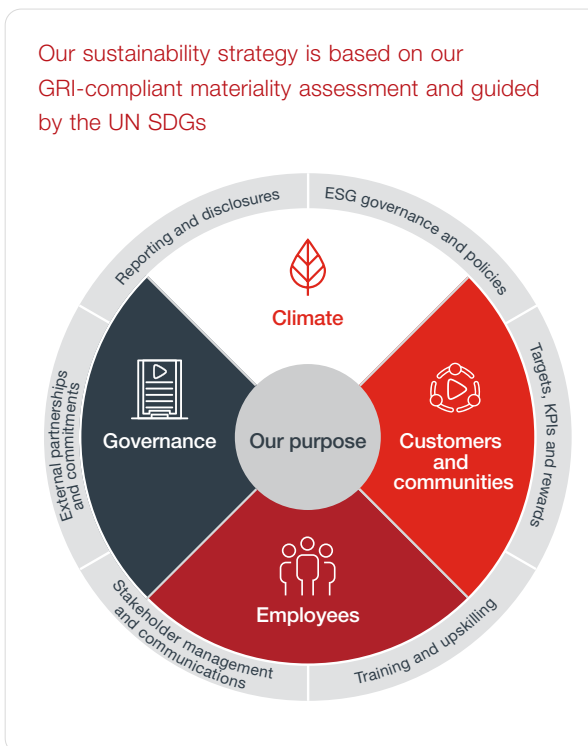 Our sustainability strategy is based on our
GRI-compliant materiality assessment and guided
by the UN SDGs
Reporting and disclosures
ESG governance and policies
Climate
External partnerships
and commitments
Governance
Our purpose
Customers
and
communities
Targets, KPIs and rewards
Employees
Stakeholder management
and communications
Training and upskilling